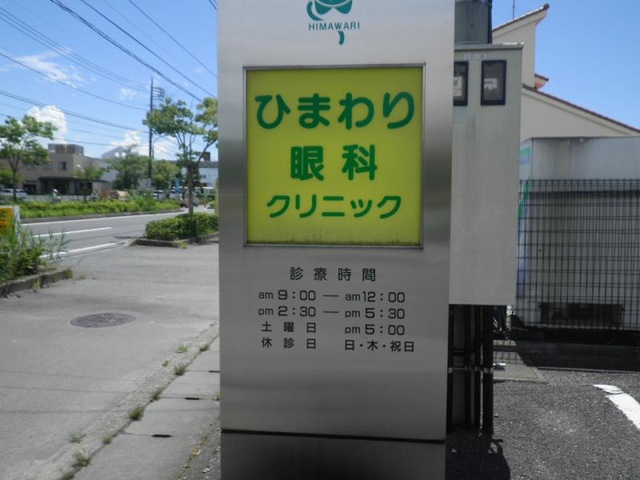 HIMAWARI
ひまわり
眼科
クリニック
診療時間
am 9:00 ー am 12:00
pm 2:30 ー pm 5:30
土曜日 pm 5:00
休診日 日・木・祝日